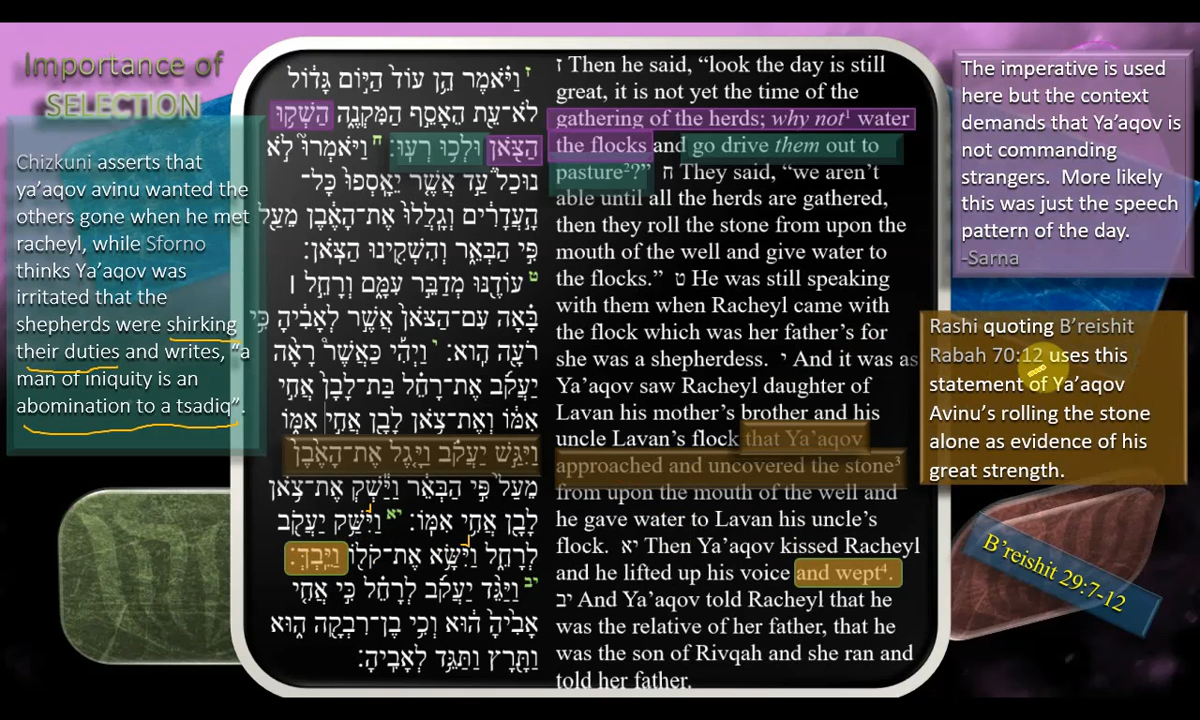 Importance of
SELECTION
Chizkuni asserts that
ya'aqov avinu wanted the
others gone when he met
racheyl, while Sforno
thinks Ya'aqov was
irritated that the
shepherds were shirking
their duties and writes, "a
man of iniquity is an
abomination to a tsadiq".
ז וַיֹּ֗אמֶר הֵ֥ן עוֹד֙ הַיּ֣וֹם גָּד֔וֹל
לֹא־עֵ֖ת הֵאָסֵ֣ף הַמִּקְנֶ֑ה הַשְׁק֥וּ
הַצֹּ֖אן וּלְכ֥וּ רְעֽוּ׃ ח וַיֹּאמְרוּ֮ לֹ֣א
נוּכַל֒ עַ֣ד אֲשֶׁ֤ר יֵאָֽסְפוּ֙ כָּל־
הָ֣עֲדָרִ֔ים וְגָֽלֲלוּ֙ אֶת־הָאֶ֔בֶן מֵעַ֖ל
פִּ֣י הַבְּאֵ֑ר וְהִשְׁקִ֖ינוּ הַצֹּֽאן׃
ט עוֹדֶ֖נּוּ מְדַבֵּ֣ר עִמָּ֑ם וְרָחֵ֣ל ׀
בָּ֗אָה עִם־הַצֹּאן֙ אֲשֶׁ֣ר לְאָבִ֔יהָ כִּ֥י
רֹעָ֖ה הִֽוא׃ י וַיְהִ֡י כַּאֲשֶׁר֩ רָאָ֨ה
יַעֲקֹ֜ב אֶת־רָחֵ֗ל בַּת־לָבָן֙ אֲחִ֣י
אִמּ֔וֹ וְאֶת־צֹ֥אן לָבָ֖ן אֲחִ֣י אִמּ֑וֹ
וַיִּגַּ֣שׁ יַעֲקֹ֗ב וַיָּ֤גֶל אֶת־הָאֶ֙בֶן֙
מֵעַל֙ פִּ֣י הַבְּאֵ֔ר וַיַּ֕שְׁק אֶת־צֹ֥אן
לָבָ֖ן אֲחִ֥י אִמּֽוֹ׃ יא וַיִּשַּׁ֥ק יַעֲקֹ֖ב
לְרָחֵ֑ל וַיִּשָּׂ֥א אֶת־קֹל֖וֹ וַיֵּֽבְךְּ׃
יב וַיַּגֵּ֨ד יַעֲקֹ֜ב לְרָחֵ֗ל כִּ֣י אֲחִ֤י
אָבִ֙יהָ֙ ה֔וּא וְכִ֥י בֶן־רִבְקָ֖ה ה֑וּא
וַתָּ֖רָץ וַתַּגֵּ֥ד לְאָבִֽיהָ׃
ז Then he said, "look the day is still
great, it is not yet the time of the
gathering of the herds; why not¹ water
the flocks and go drive them out to
pasture²?" ח They said, "we aren't
able until all the herds are gathered,
then they roll the stone from upon the
mouth of the well and give water to
the flocks." ט He was still speaking
with them when Racheyl came with
the flock which was her father's for
she was a shepherdess. י And it was as
Ya'aqov saw Racheyl daughter of
Lavan his mother's brother and his
uncle Lavan's flock that Ya'aqov
approached and uncovered the stone³
from upon the mouth of the well and
he gave water to Lavan his uncle's
flock. יא Then Ya'aqov kissed Racheyl
and he lifted up his voice and wept⁴.
יב And Ya'aqov told Racheyl that he
was the relative of her father, that he
was the son of Rivqah and she ran and
told her father.
The imperative is used
here but the context
demands that Ya'aqov is
not commanding
strangers. More likely
this was just the speech
pattern of the day.
-Sarna
Rashi quoting B'reishit
Rabah 70:12 uses this
statement of Ya'aqov
Avinu's rolling the stone
alone as evidence of his
great strength.
B'reishit 29:7-12